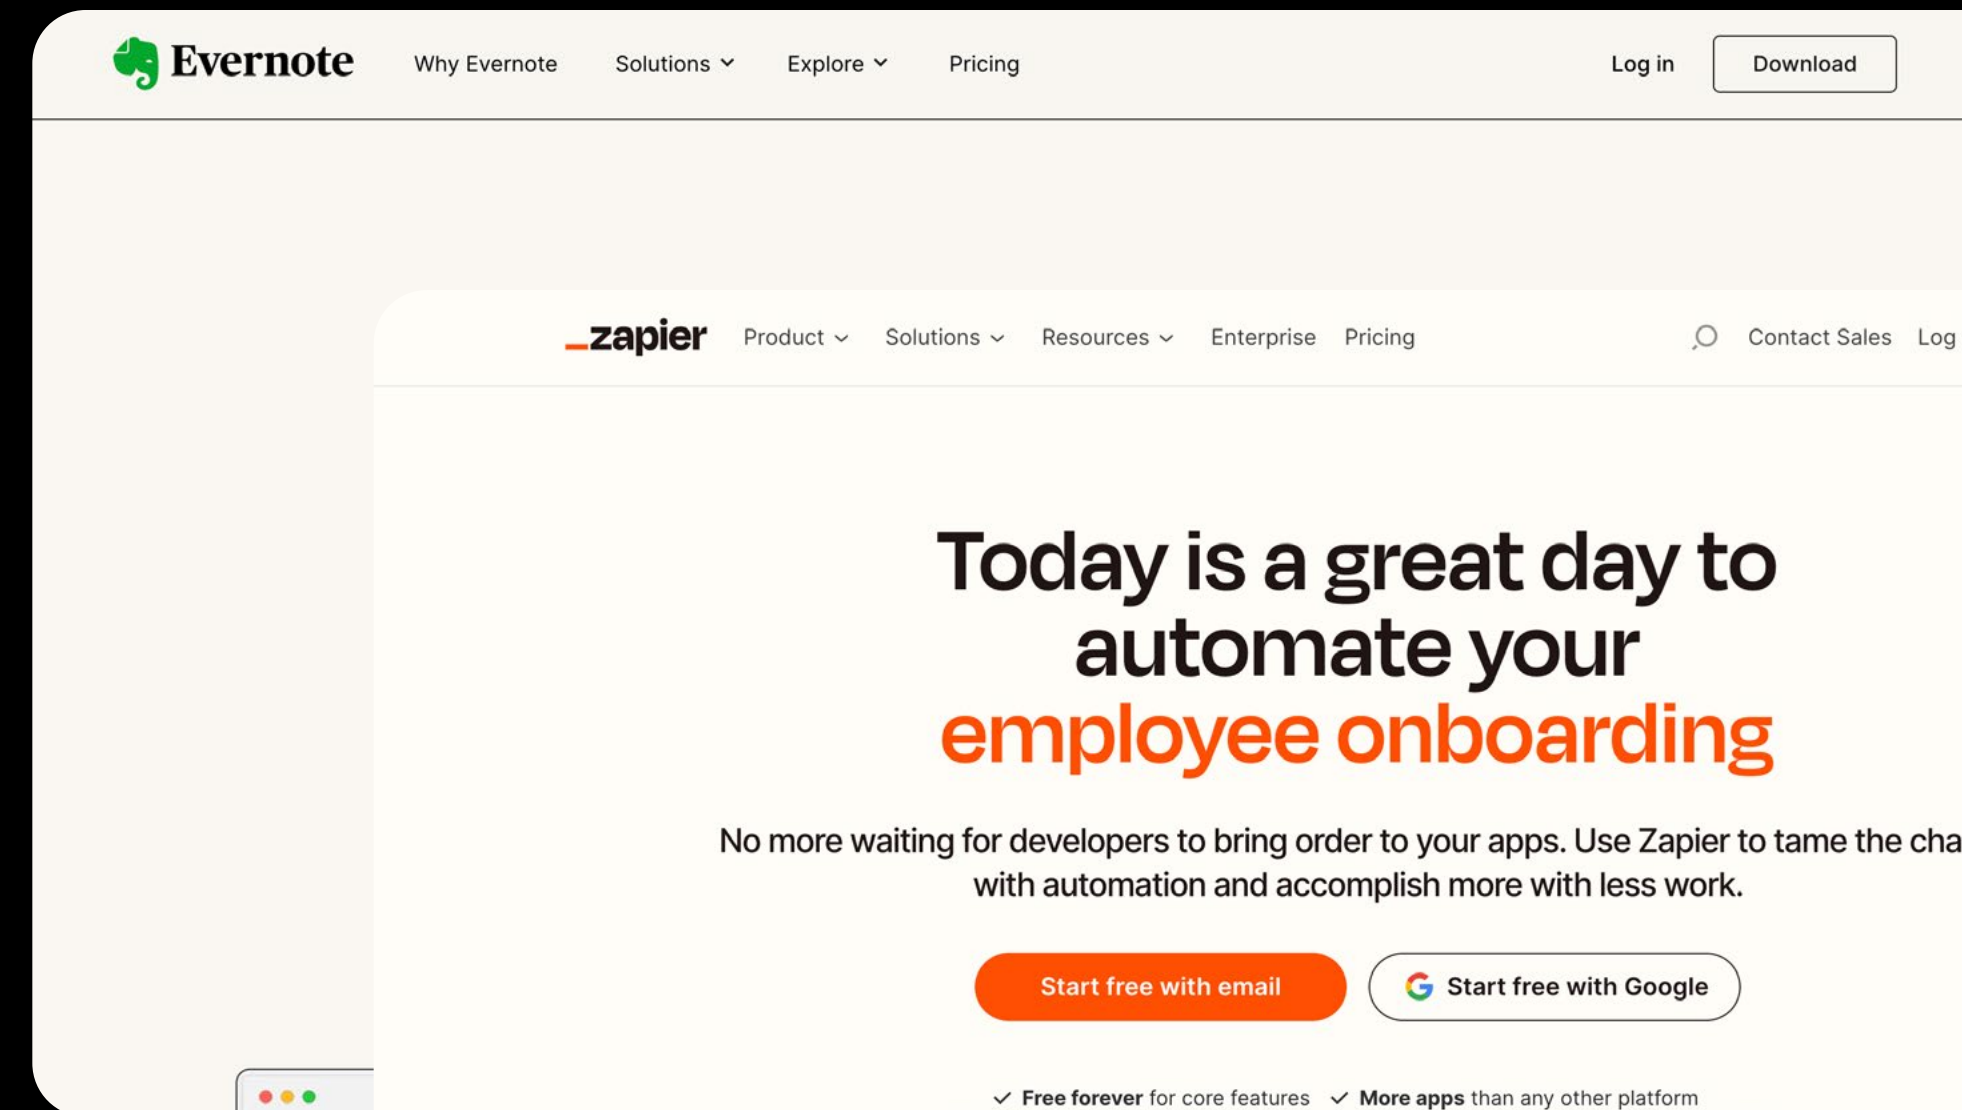 Evernote Why Evernote Solutions Explore Pricing Log in Download
zapier Product Solutions Resources Enterprise Pricing Contact Sales Log
Today is a great day to
automate your
employee onboarding
No more waiting for developers to bring order to your apps. Use Zapier to tame the cha
with automation and accomplish more with less work.
Start free with email Start free with Google
Free forever for core features More apps than any other platform